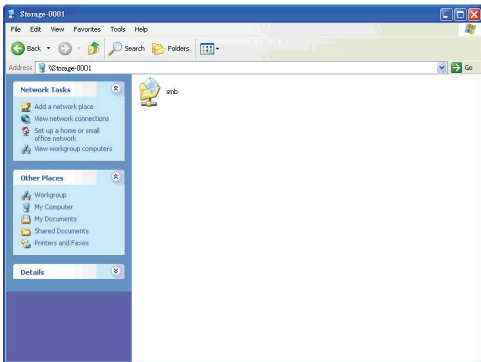 Storage-0001
File Edit View Favorites Tools Help
Back Search Folders
Address \\Storage-0001 Go
Network Tasks
Add a network place
View network connections
Set up a home or small
office network
View workgroup computers
Other Places
Workgroup
My Computer
My Documents
Shared Documents
Printers and Faxes
Details
smb